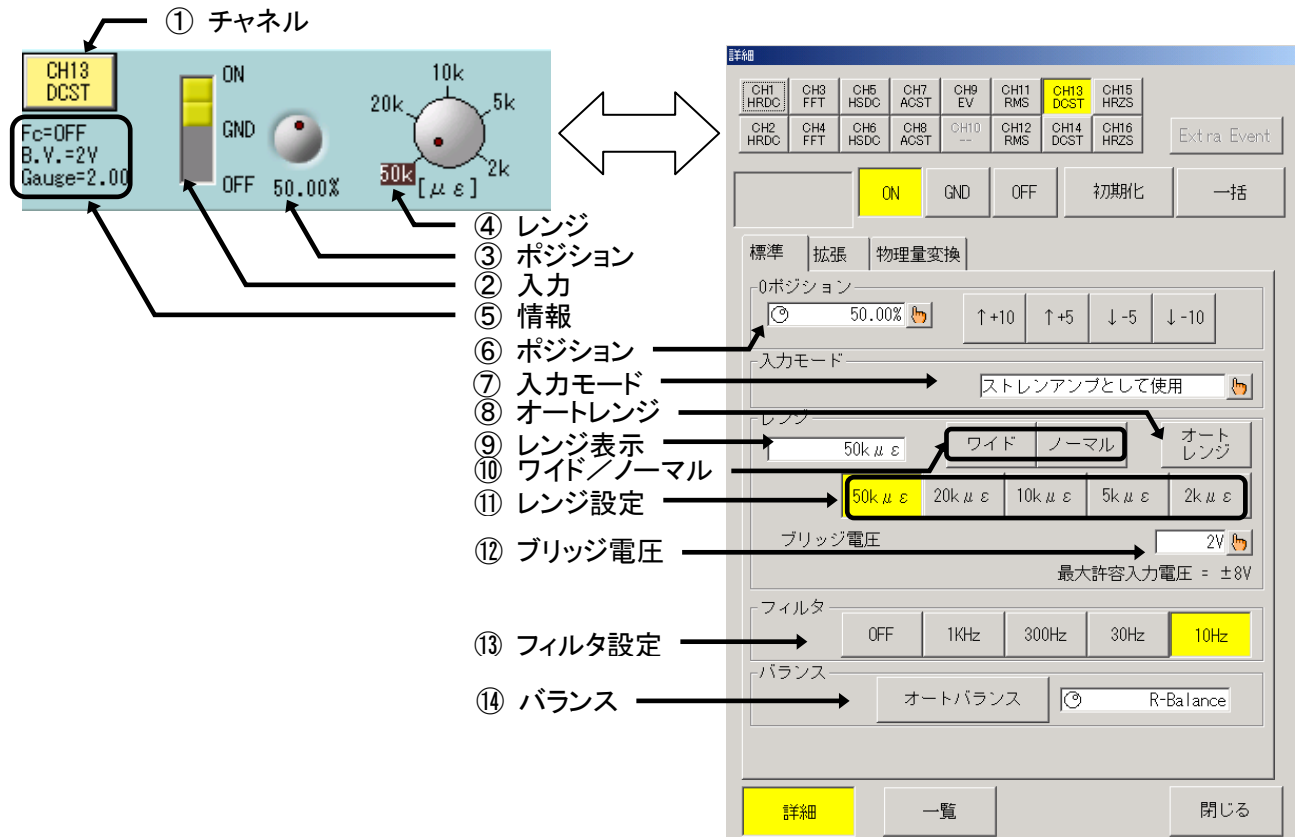 ① チャネル
CH13
DCST
Fc=OFF
B.V.=2V
Gauge=2.00
ON
GND
OFF
50.00%
10k
20k
5k
50k
2k
[με]
④ レンジ
③ ポジション
② 入力
⑤ 情報
⑥ ポジション
⑦ 入力モード
⑧ オートレンジ
⑨ レンジ表示
⑩ ワイド／ノーマル
⑪ レンジ設定
⑫ ブリッジ電圧
⑬ フィルタ設定
⑭ バランス
詳細
CH1 HRDC
CH3 FFT
CH5 HSDC
CH7 ACST
CH9 EV
CH11 RMS
CH13 DCST
CH15 HRZS
CH2 HRDC
CH4 FFT
CH6 HSDC
CH8 ACST
CH10 --
CH12 RMS
CH14 DCST
CH16 HRZS
Extra Event
ON GND OFF 初期化 一括
標準 拡張 物理量変換
0ポジション
50.00% ↑+10 ↑+5 ↓-5 ↓-10
入力モード
ストレンアンプとして使用
レンジ
50kμε ワイド ノーマル オートレンジ
50kμε 20kμε 10kμε 5kμε 2kμε
ブリッジ電圧 2V
最大許容入力電圧 = ±8V
フィルタ
OFF 1KHz 300Hz 30Hz 10Hz
バランス
オートバランス R-Balance
詳細 一覧 閉じる